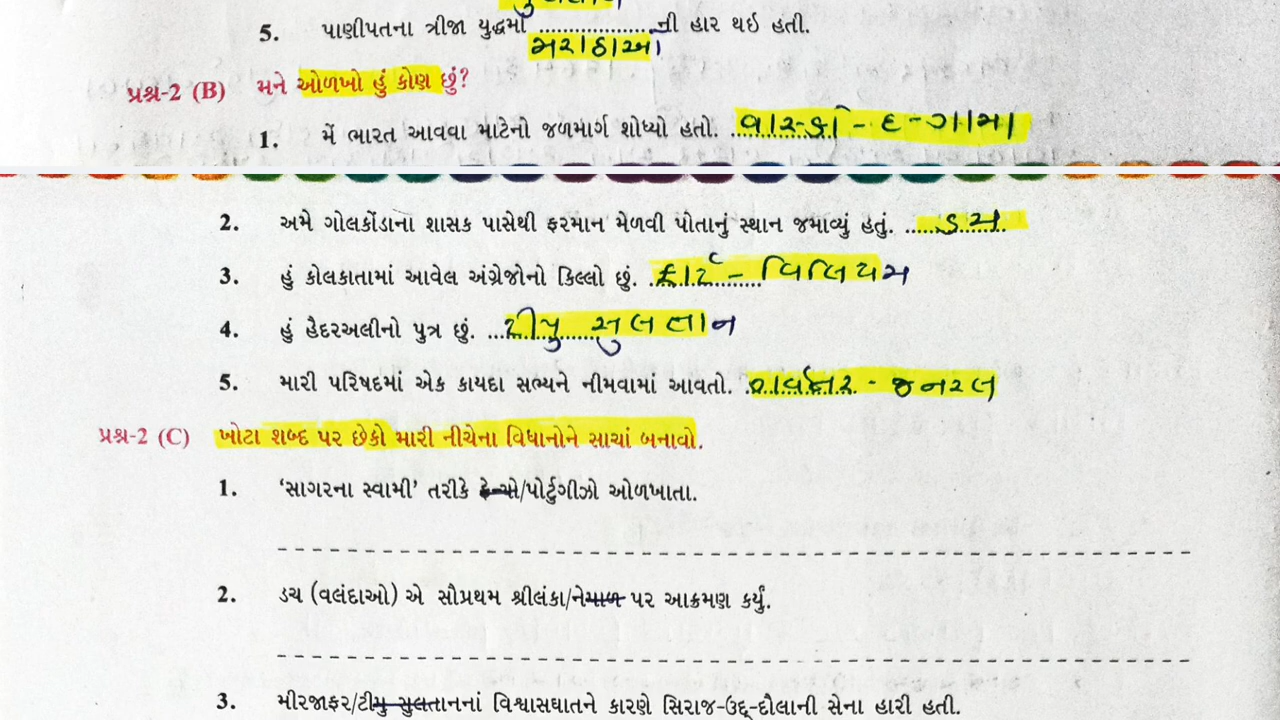 5. પાણીપતના ત્રીજા યુદ્ધમાં ..................ની હાર થઈ હતી.
મરાઠાઓ
પ્રશ્ન-2 (B) મને ઓળખો હું કોણ છું?
1. મેં ભારત આવવા માટેનો જળમાર્ગ શોધ્યો હતો. વાસ્કો-દ-ગામા
2. અમે ગોલકોંડાના શાસક પાસેથી ફરમાન મેળવી પોતાનું સ્થાન જમાવ્યું હતું. ડચ
3. હું કોલકાતામાં આવેલ અંગ્રેજોનો કિલ્લો છું. ફોર્ટ-વિલિયમ
4. હું હૈદરઅલીનો પુત્ર છું. ટીપુ સુલતાન
5. મારી પરિષદમાં એક કાયદા સભ્યને નીમવામાં આવતો. ગવર્નર-જનરલ
પ્રશ્ન-2 (C) ખોટા શબ્દ પર છેકો મારી નીચેના વિધાનોને સાચાં બનાવો.
1. ‘સાગરના સ્વામી’ તરીકે ફ્રેન્ચો/પોર્ટુગીઝો ઓળખાતા.
2. ડચ (વલંદાઓ) એ સૌપ્રથમ શ્રીલંકા/નેપાળ પર આક્રમણ કર્યું.
3. મીરજાફર/ટીપુ સુલતાનનાં વિશ્વાસઘાતને કારણે સિરાજ-ઉદ્-દૌલાની સેના હારી હતી.